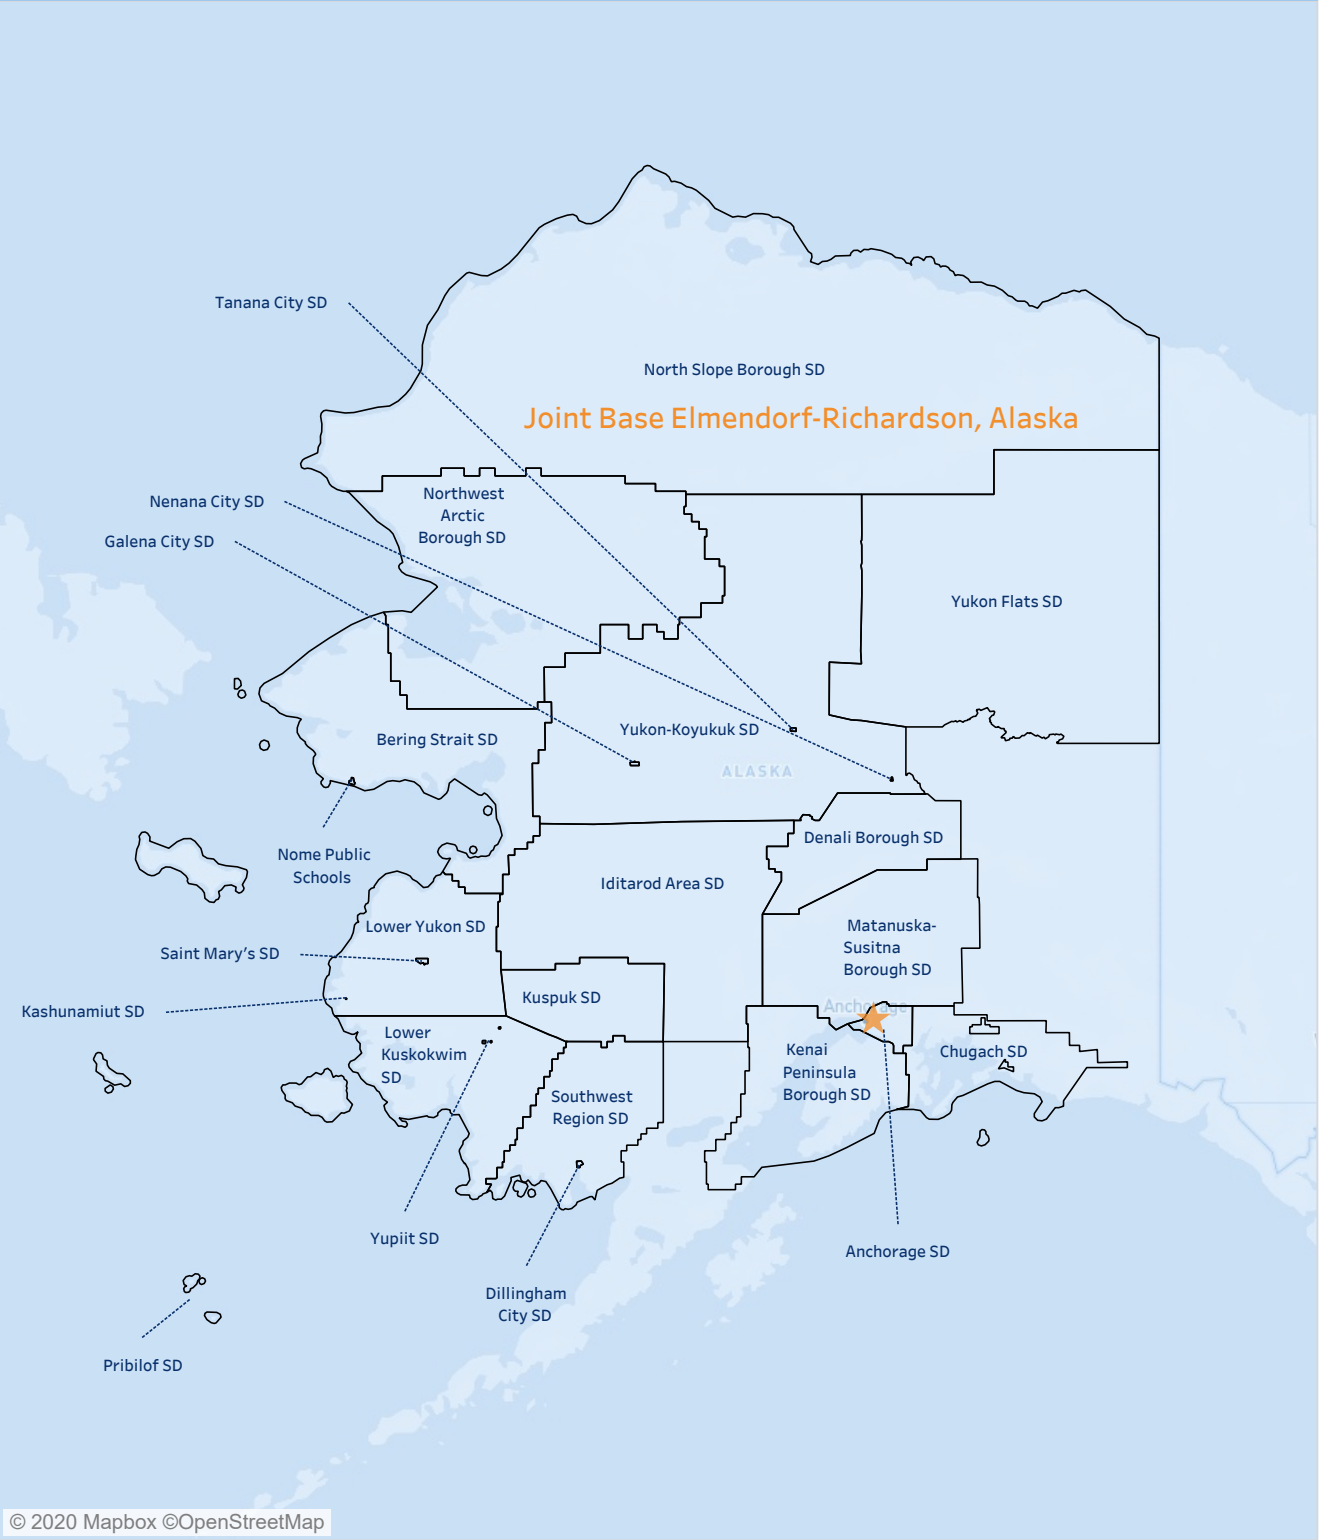 Tanana City SD
North Slope Borough SD
Joint Base Elmendorf-Richardson, Alaska
Nenana City SD
Northwest
Arctic
Borough SD
Galena City SD
Yukon Flats SD
Yukon-Koyukuk SD
Bering Strait SD
ALASKA
Denali Borough SD
Nome Public
Schools
Iditarod Area SD
Lower Yukon SD
Matanuska-
Susitna
Borough SD
Saint Mary's SD
Kuspuk SD
Anchorage
Kashunamiut SD
Lower
Kuskokwim
SD
Kenai
Peninsula
Borough SD
Chugach SD
Southwest
Region SD
Yupiit SD
Anchorage SD
Dillingham
City SD
Pribilof SD
© 2020 Mapbox ©OpenStreetMap